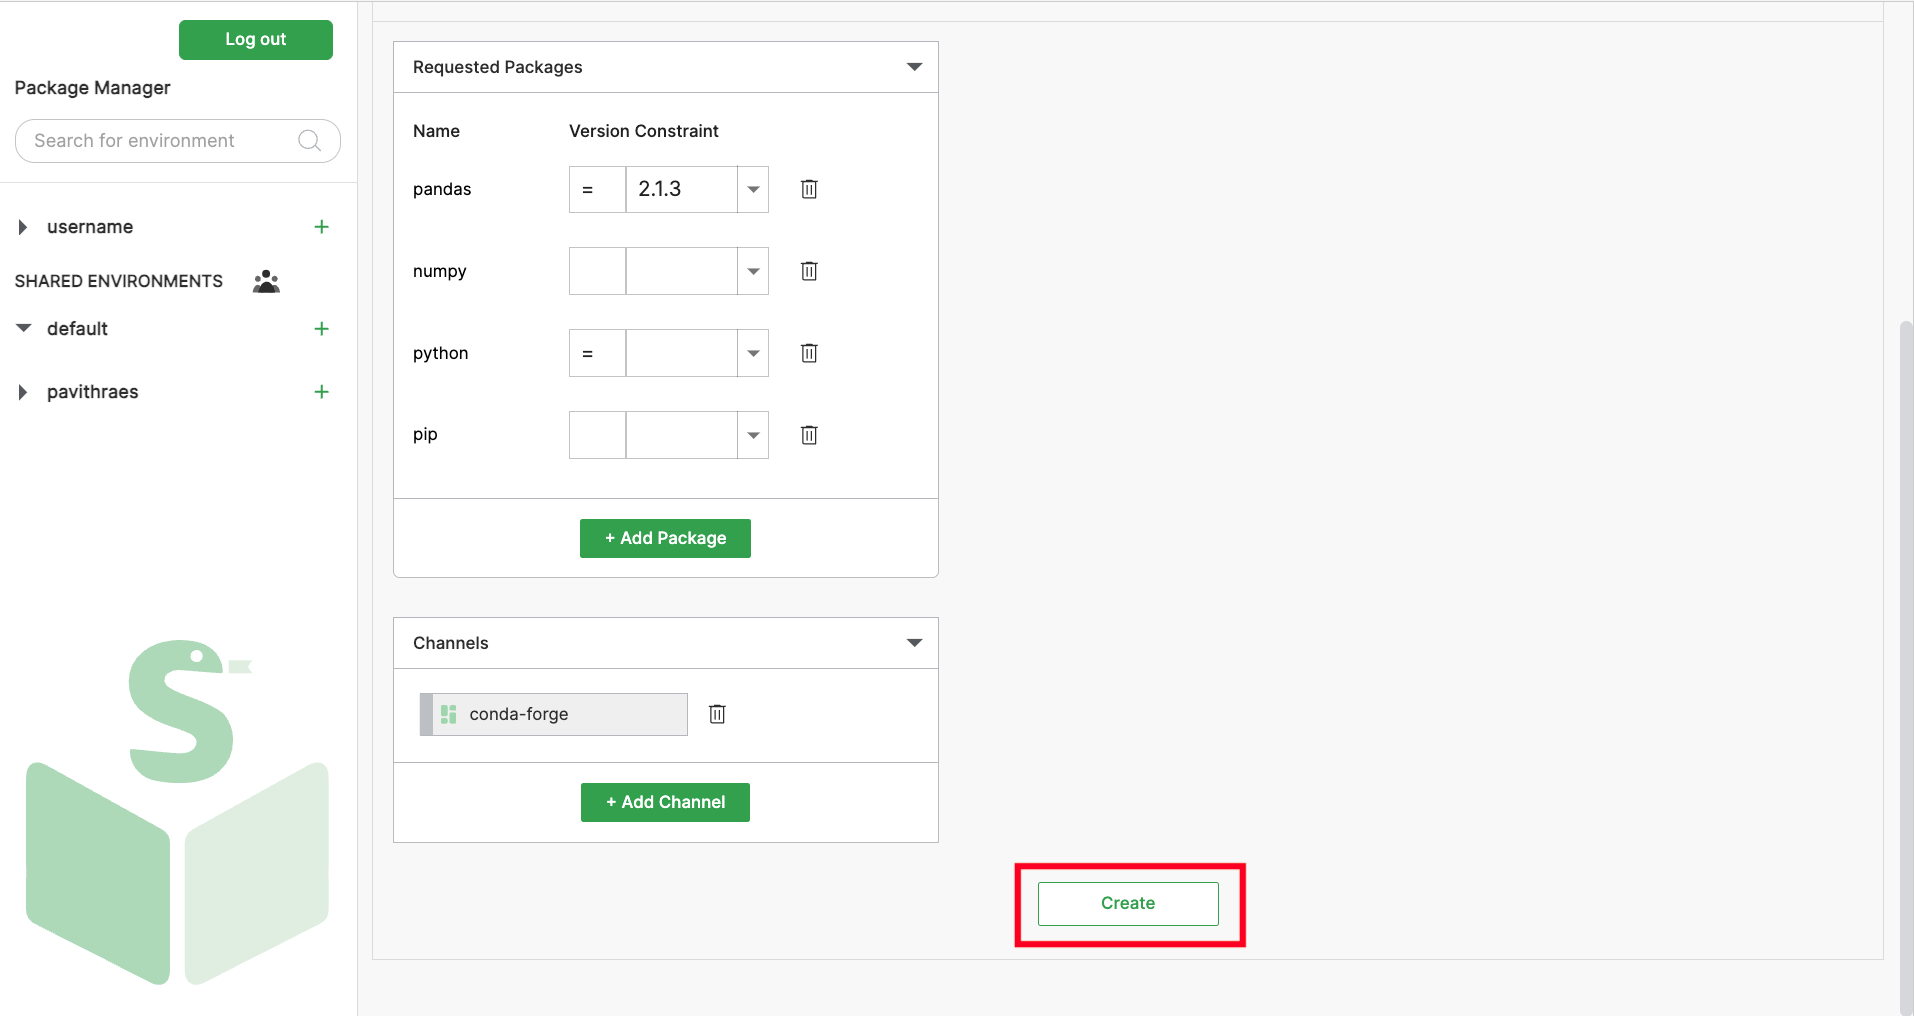 Log out
Package Manager
Search for environment
username +
SHARED ENVIRONMENTS
default +
pavithraes +
Requested Packages
Name Version Constraint
pandas = 2.1.3
numpy
python =
pip
+ Add Package
Channels
conda-forge
+ Add Channel
Create